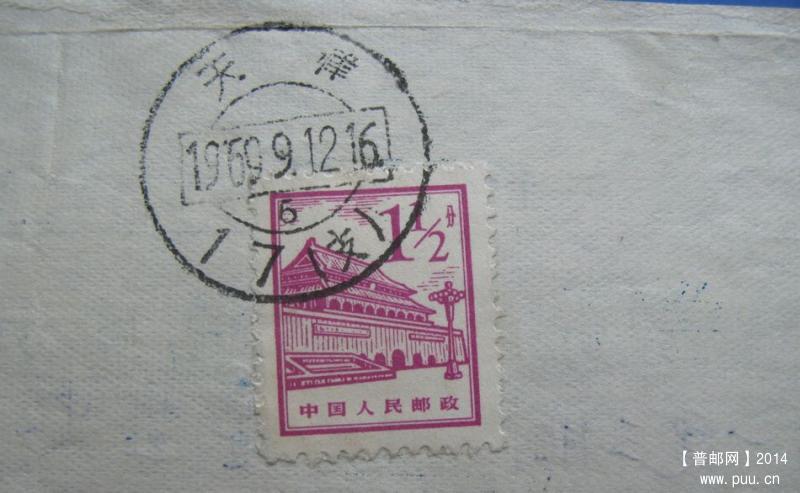 天津
1969.9.12.16
6
17(支)
1½分
中国人民邮政
【普邮网】2014
www.puu.cn